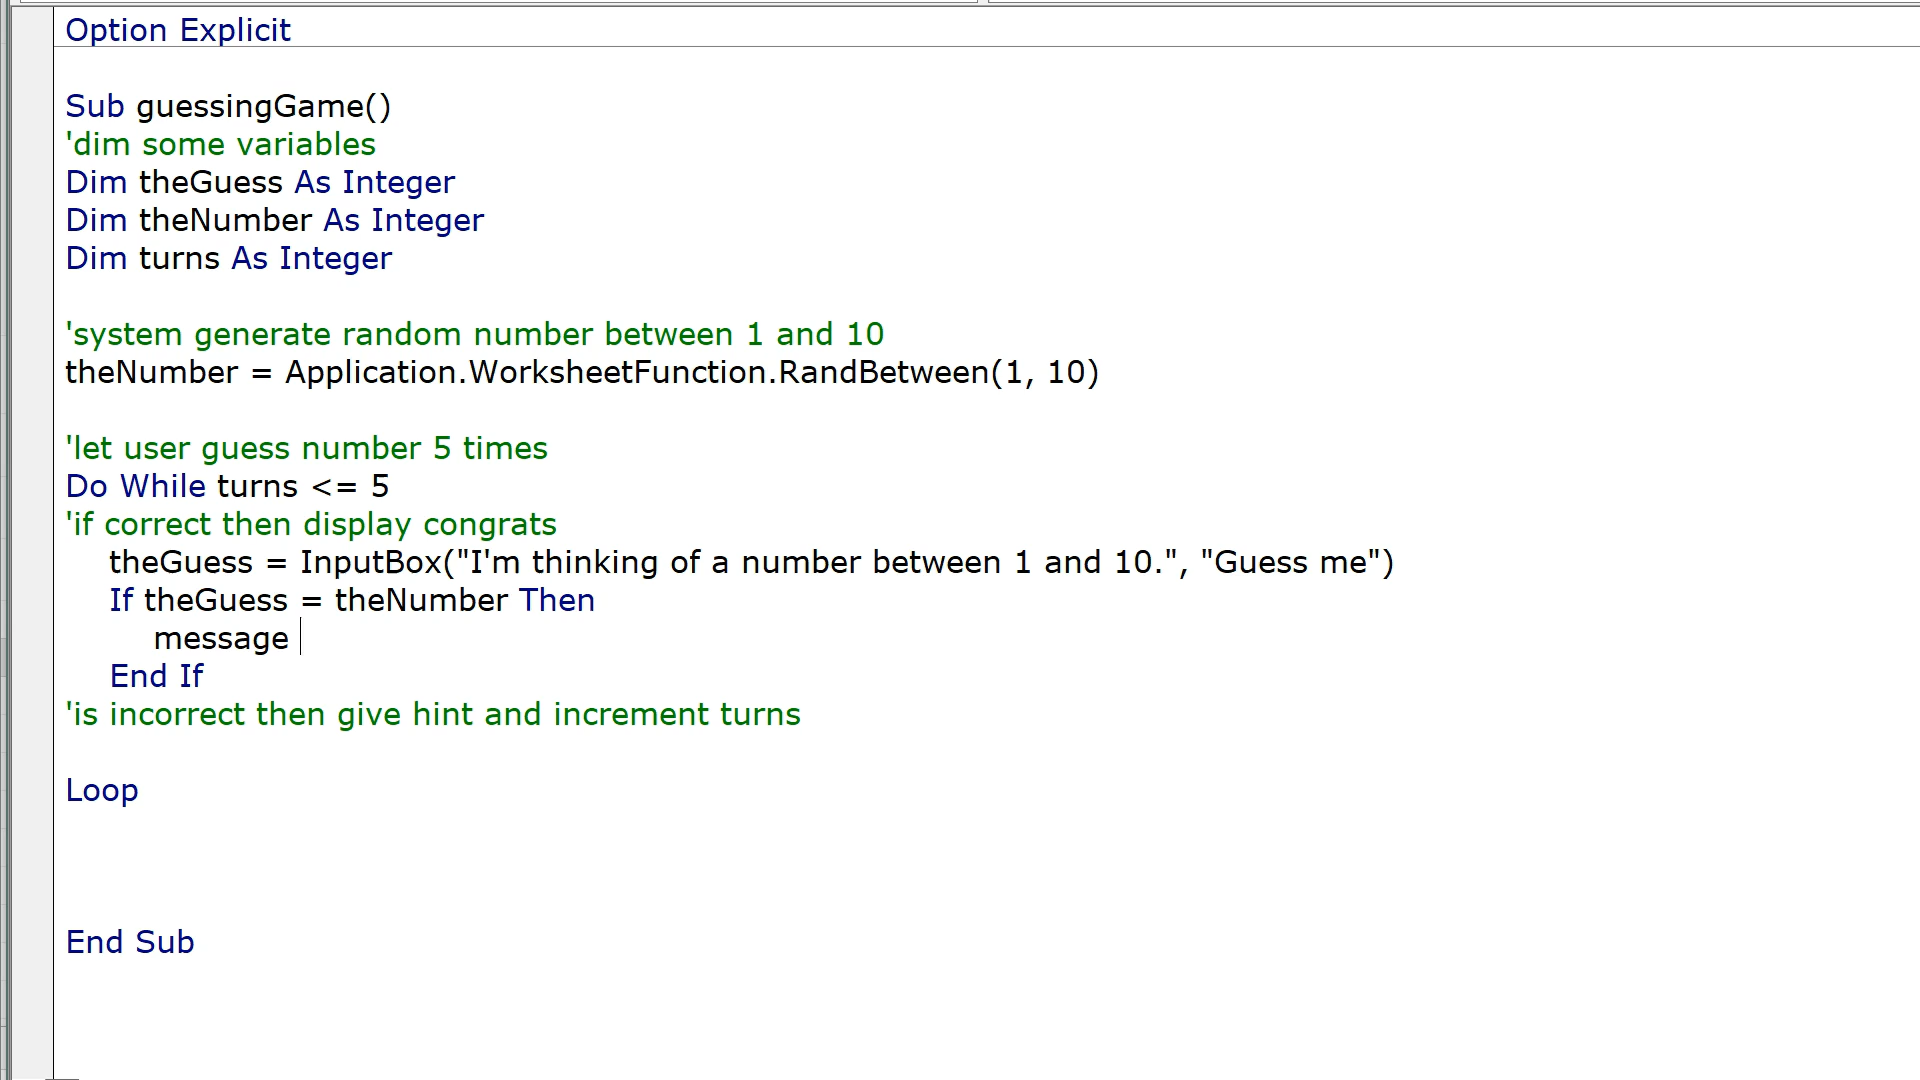 Option Explicit
Sub guessingGame()
'dim some variables
Dim theGuess As Integer
Dim theNumber As Integer
Dim turns As Integer
'system generate random number between 1 and 10
theNumber = Application.WorksheetFunction.RandBetween(1, 10)
'let user guess number 5 times
Do While turns <= 5
'if correct then display congrats
theGuess = InputBox("I'm thinking of a number between 1 and 10.", "Guess me")
If theGuess = theNumber Then
message
End If
'is incorrect then give hint and increment turns
Loop
End Sub